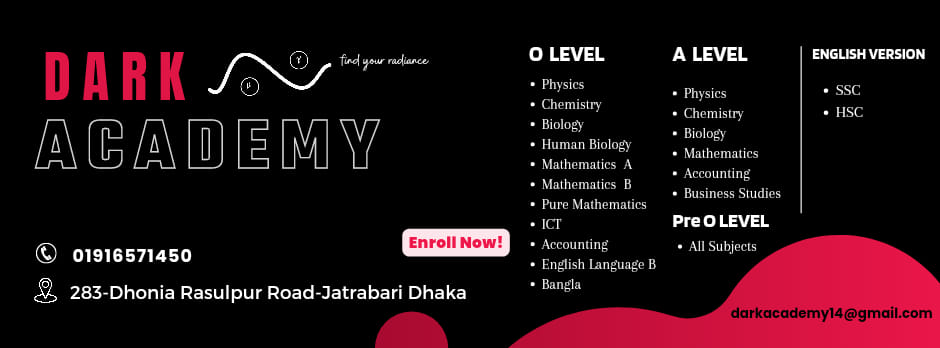 DARK
ACADEMY
find your radiance
01916571450
283-Dhonia Rasulpur Road-Jatrabari Dhaka
Enroll Now!
O LEVEL
• Physics
• Chemistry
• Biology
• Human Biology
• Mathematics A
• Mathematics B
• Pure Mathematics
• ICT
• Accounting
• English Language B
• Bangla
A LEVEL
• Physics
• Chemistry
• Biology
• Mathematics
• Accounting
• Business Studies
Pre O LEVEL
• All Subjects
ENGLISH VERSION
• SSC
• HSC
darkacademy14@gmail.com